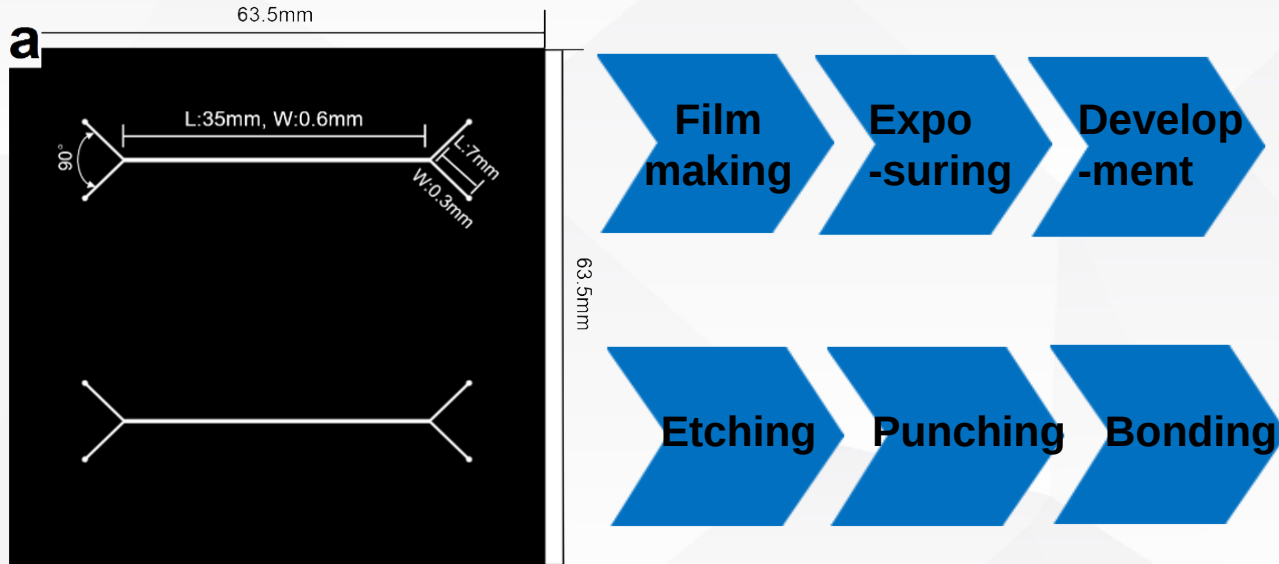 63.5mm
a
L:35mm, W:0.6mm
90°
L:7mm
W:0.3mm
63.5mm
Film
making
Expo
-suring
Develop
-ment
Etching
Punching
Bonding